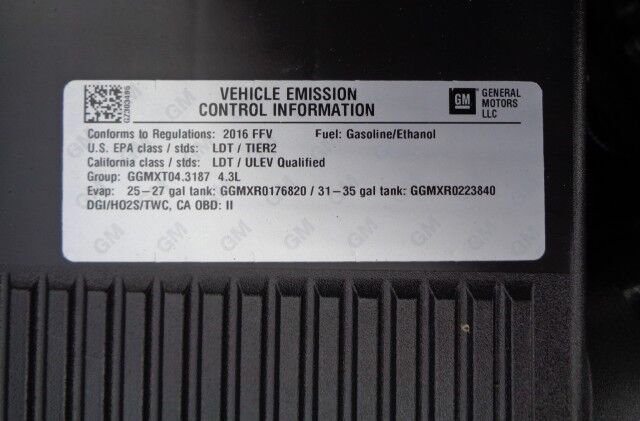 VEHICLE EMISSION
CONTROL INFORMATION
GM GENERAL
MOTORS
LLC
Conforms to Regulations: 2016 FFV Fuel: Gasoline/Ethanol
U.S. EPA class / stds: LDT / TIER2
California class / stds: LDT / ULEV Qualified
Group: GGMXT04.3187 4.3L
Evap: 25-27 gal tank: GGMXR0176820 / 31-35 gal tank: GGMXR0223840
DGI/HO2S/TWC, CA OBD: II